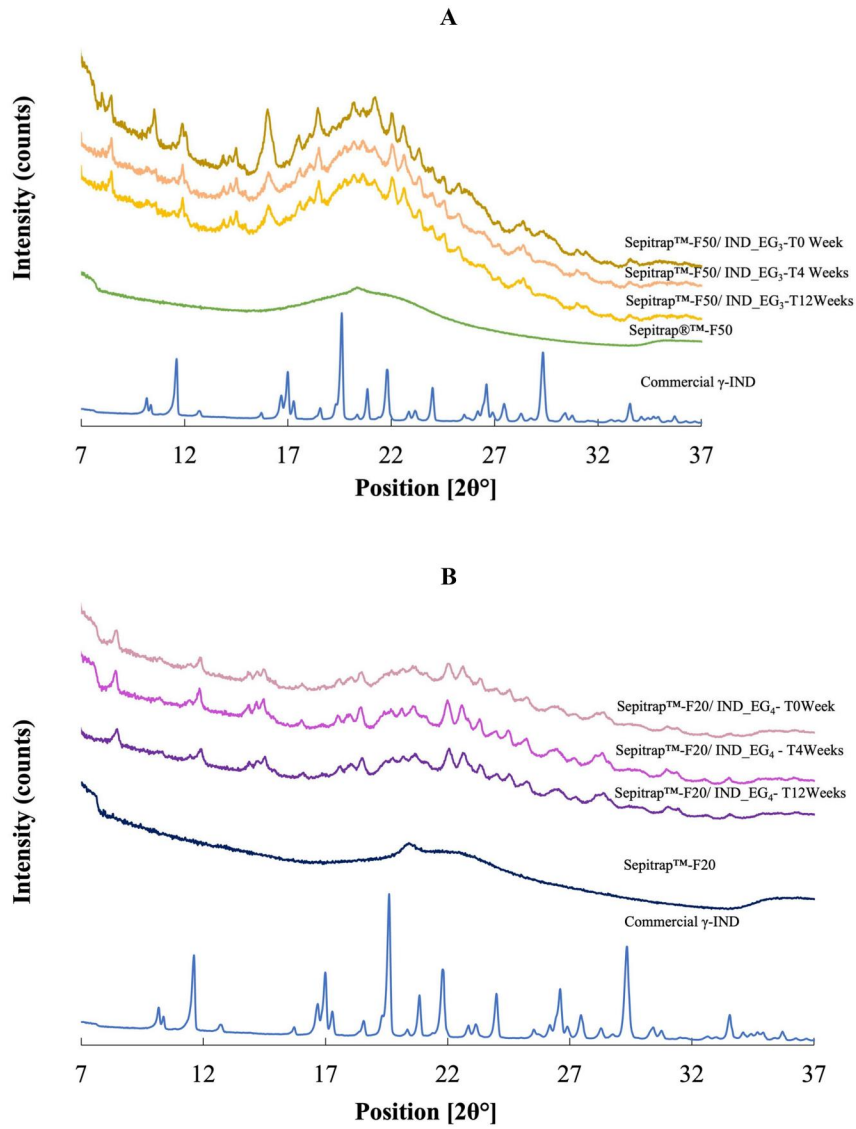 A
Intensity (counts)
Sepitrap™-F50/ IND_EG₃-T0 Week
Sepitrap™-F50/ IND_EG₃-T4 Weeks
Sepitrap™-F50/ IND_EG₃-T12Weeks
Sepitrap®™-F50
Commercial γ-IND
7 12 17 22 27 32 37
Position [2θ°]
B
Intensity (counts)
Sepitrap™-F20/ IND_EG₄- T0Week
Sepitrap™-F20/ IND_EG₄ - T4Weeks
Sepitrap™-F20/ IND_EG₄- T12Weeks
Sepitrap™-F20
Commercial γ-IND
7 12 17 22 27 32 37
Position [2θ°]